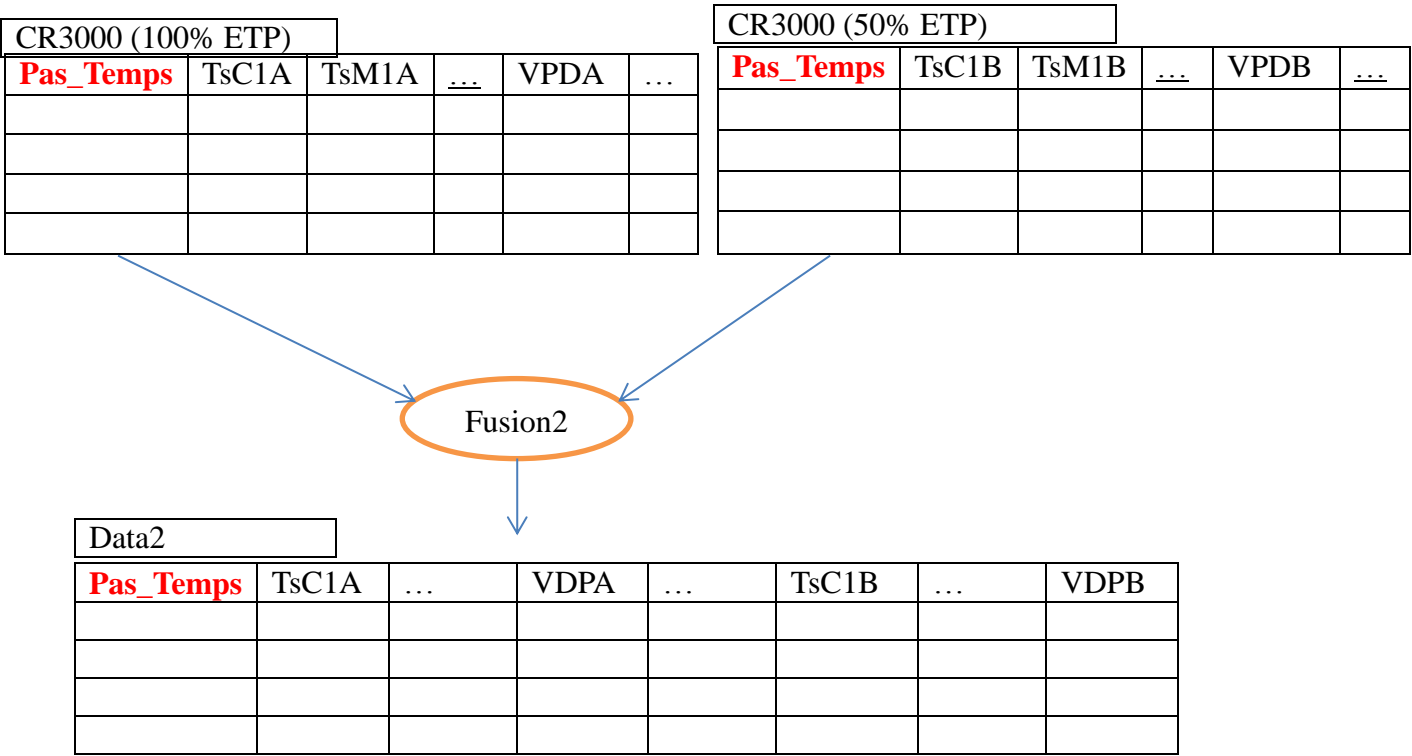 CR3000 (100% ETP)
Pas_Temps TsC1A TsM1A … VPDA …
CR3000 (50% ETP)
Pas_Temps TsC1B TsM1B … VPDB …
Fusion2
Data2
Pas_Temps TsC1A … VDPA … TsC1B … VDPB